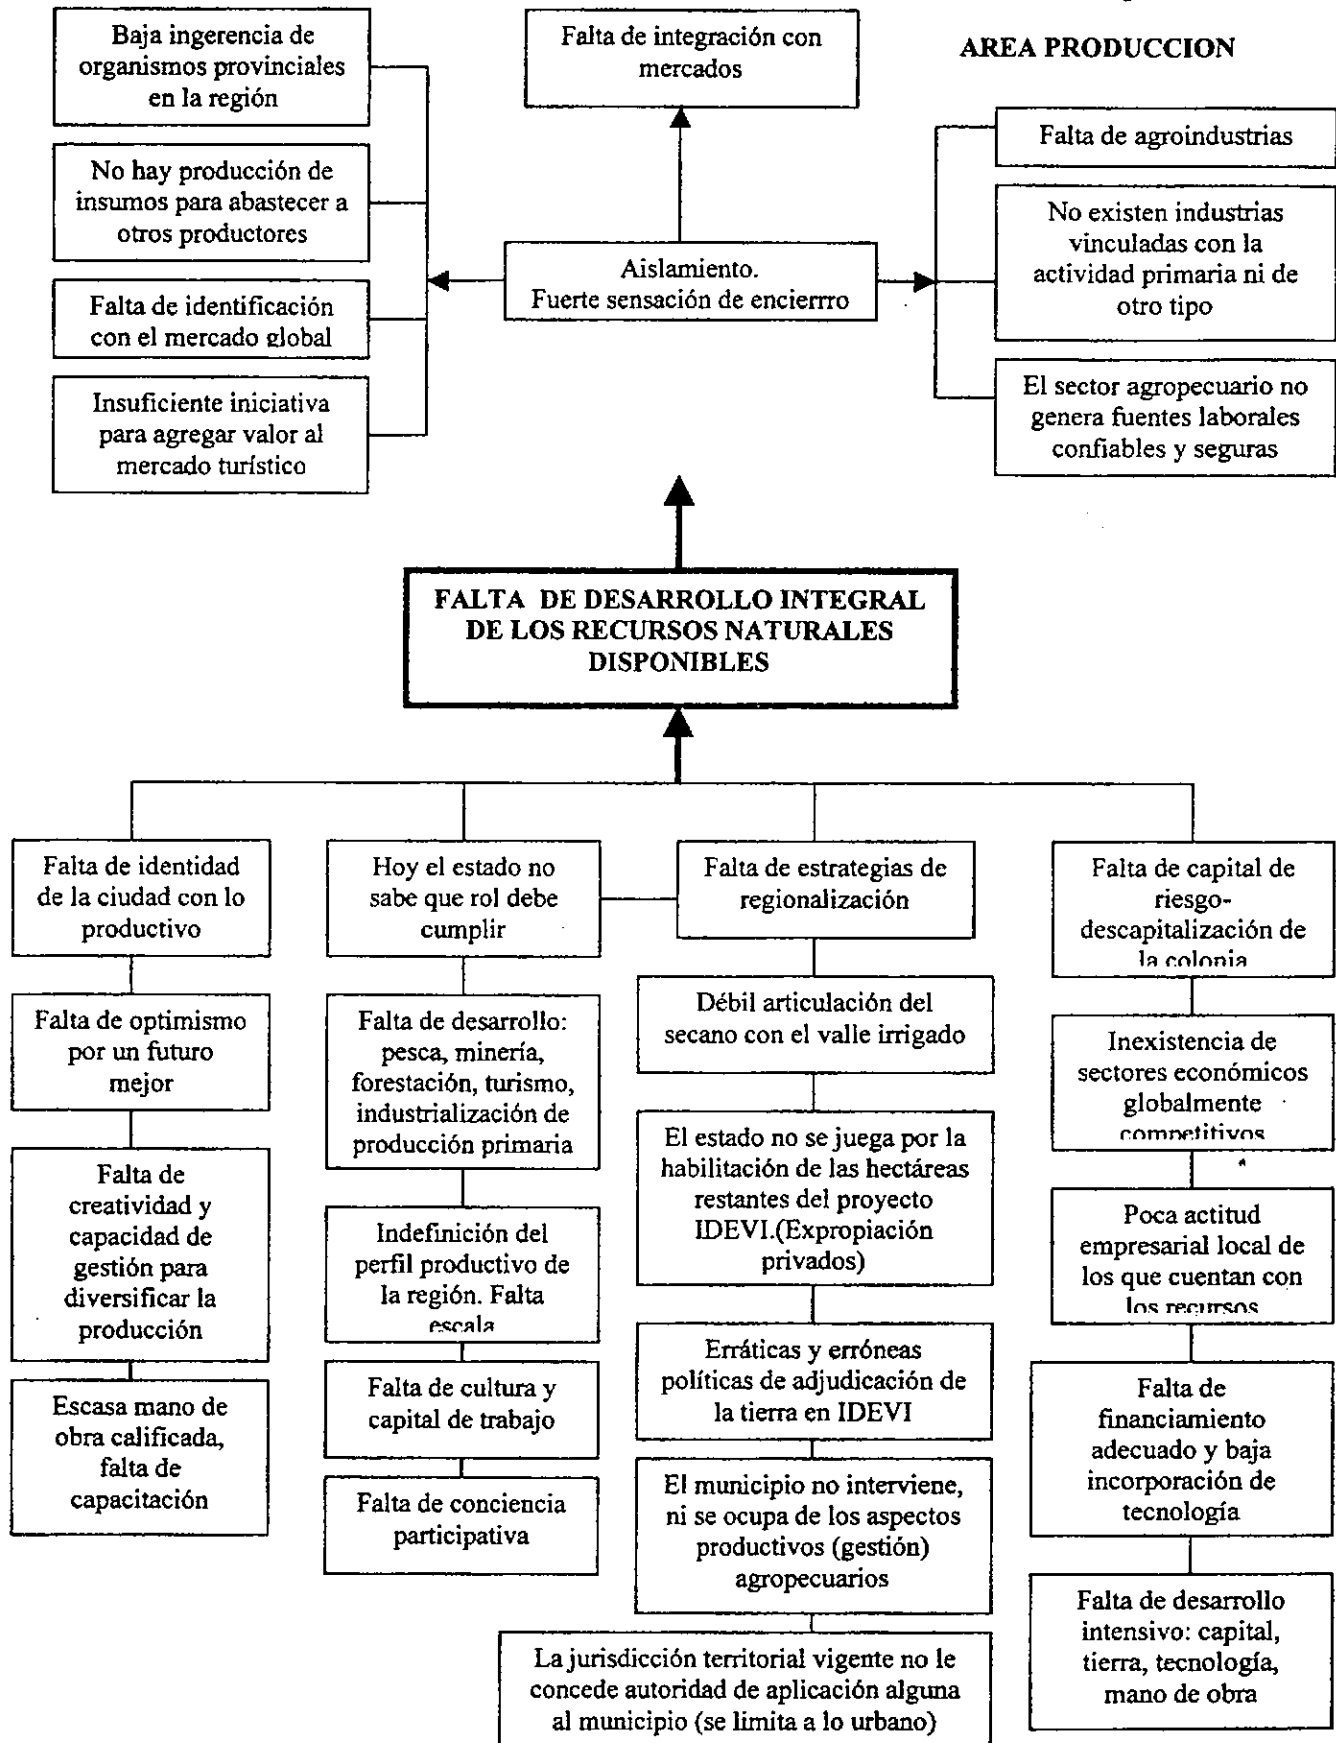 AREA PRODUCCION
Baja ingerencia de
organismos provinciales
en la región
Falta de integración con
mercados
Falta de agroindustrias
No hay producción de
insumos para abastecer a
otros productores
No existen industrias
vinculadas con la
actividad primaria ni de
otro tipo
Aislamiento.
Fuerte sensación de encierrro
Falta de identificación
con el mercado global
El sector agropecuario no
genera fuentes laborales
confiables y seguras
Insuficiente iniciativa
para agregar valor al
mercado turístico
FALTA DE DESARROLLO INTEGRAL
DE LOS RECURSOS NATURALES
DISPONIBLES
Falta de identidad
de la ciudad con lo
productivo
Falta de optimismo
por un futuro
mejor
Falta de
creatividad y
capacidad de
gestión para
diversificar la
producción
Escasa mano de
obra calificada,
falta de
capacitación
Hoy el estado no
sabe que rol debe
cumplir
Falta de desarrollo:
pesca, minería,
forestación, turismo,
industrialización de
producción primaria
Indefinición del
perfil productivo de
la región. Falta
escala
Falta de cultura y
capital de trabajo
Falta de conciencia
participativa
Falta de estrategias de
regionalización
Débil articulación del
secano con el valle irrigado
El estado no se juega por la
habilitación de las hectáreas
restantes del proyecto
IDEVI.(Expropiación
privados)
Erráticas y erróneas
políticas de adjudicación de
la tierra en IDEVI
El municipio no interviene,
ni se ocupa de los aspectos
productivos (gestión)
agropecuarios
La jurisdicción territorial vigente no le
concede autoridad de aplicación alguna
al municipio (se limita a lo urbano)
Falta de capital de
riesgo-
descapitalización de
la colonia
Inexistencia de
sectores económicos
globalmente
competitivos
Poca actitud
empresarial local de
los que cuentan con
los recursos
Falta de
financiamiento
adecuado y baja
incorporación de
tecnología
Falta de desarrollo
intensivo: capital,
tierra, tecnología,
mano de obra